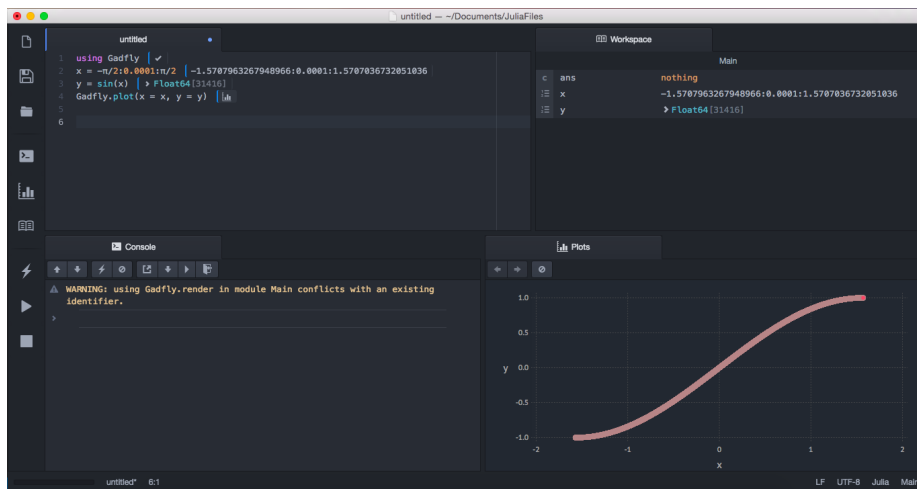 untitled — ~/Documents/JuliaFiles
untitled
1 using Gadfly
2 x = -π/2:0.0001:π/2 -1.5707963267948966:0.0001:1.5707036732051036
3 y = sin(x) > Float64[31416]
4 Gadfly.plot(x = x, y = y)
5
6
Workspace
Main
c ans nothing
x -1.5707963267948966:0.0001:1.5707036732051036
y > Float64[31416]
Console
WARNING: using Gadfly.render in module Main conflicts with an existing
identifier.
>
Plots
1.0
0.5
y 0.0
-0.5
-1.0
-2 -1 0 1 2
x
untitled* 6:1
LF UTF-8 Julia Main